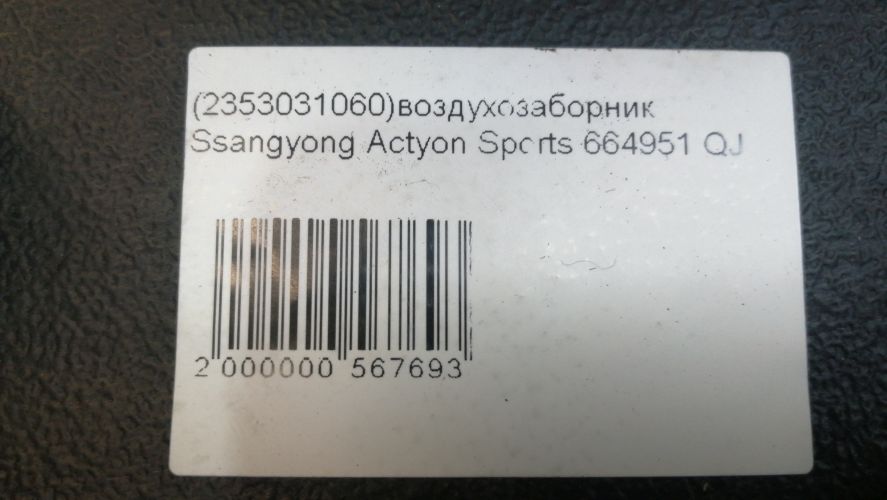 (2353031060)воздухозаборник
Ssangyong Actyon Sports 664951 QJ
2 000000 567693